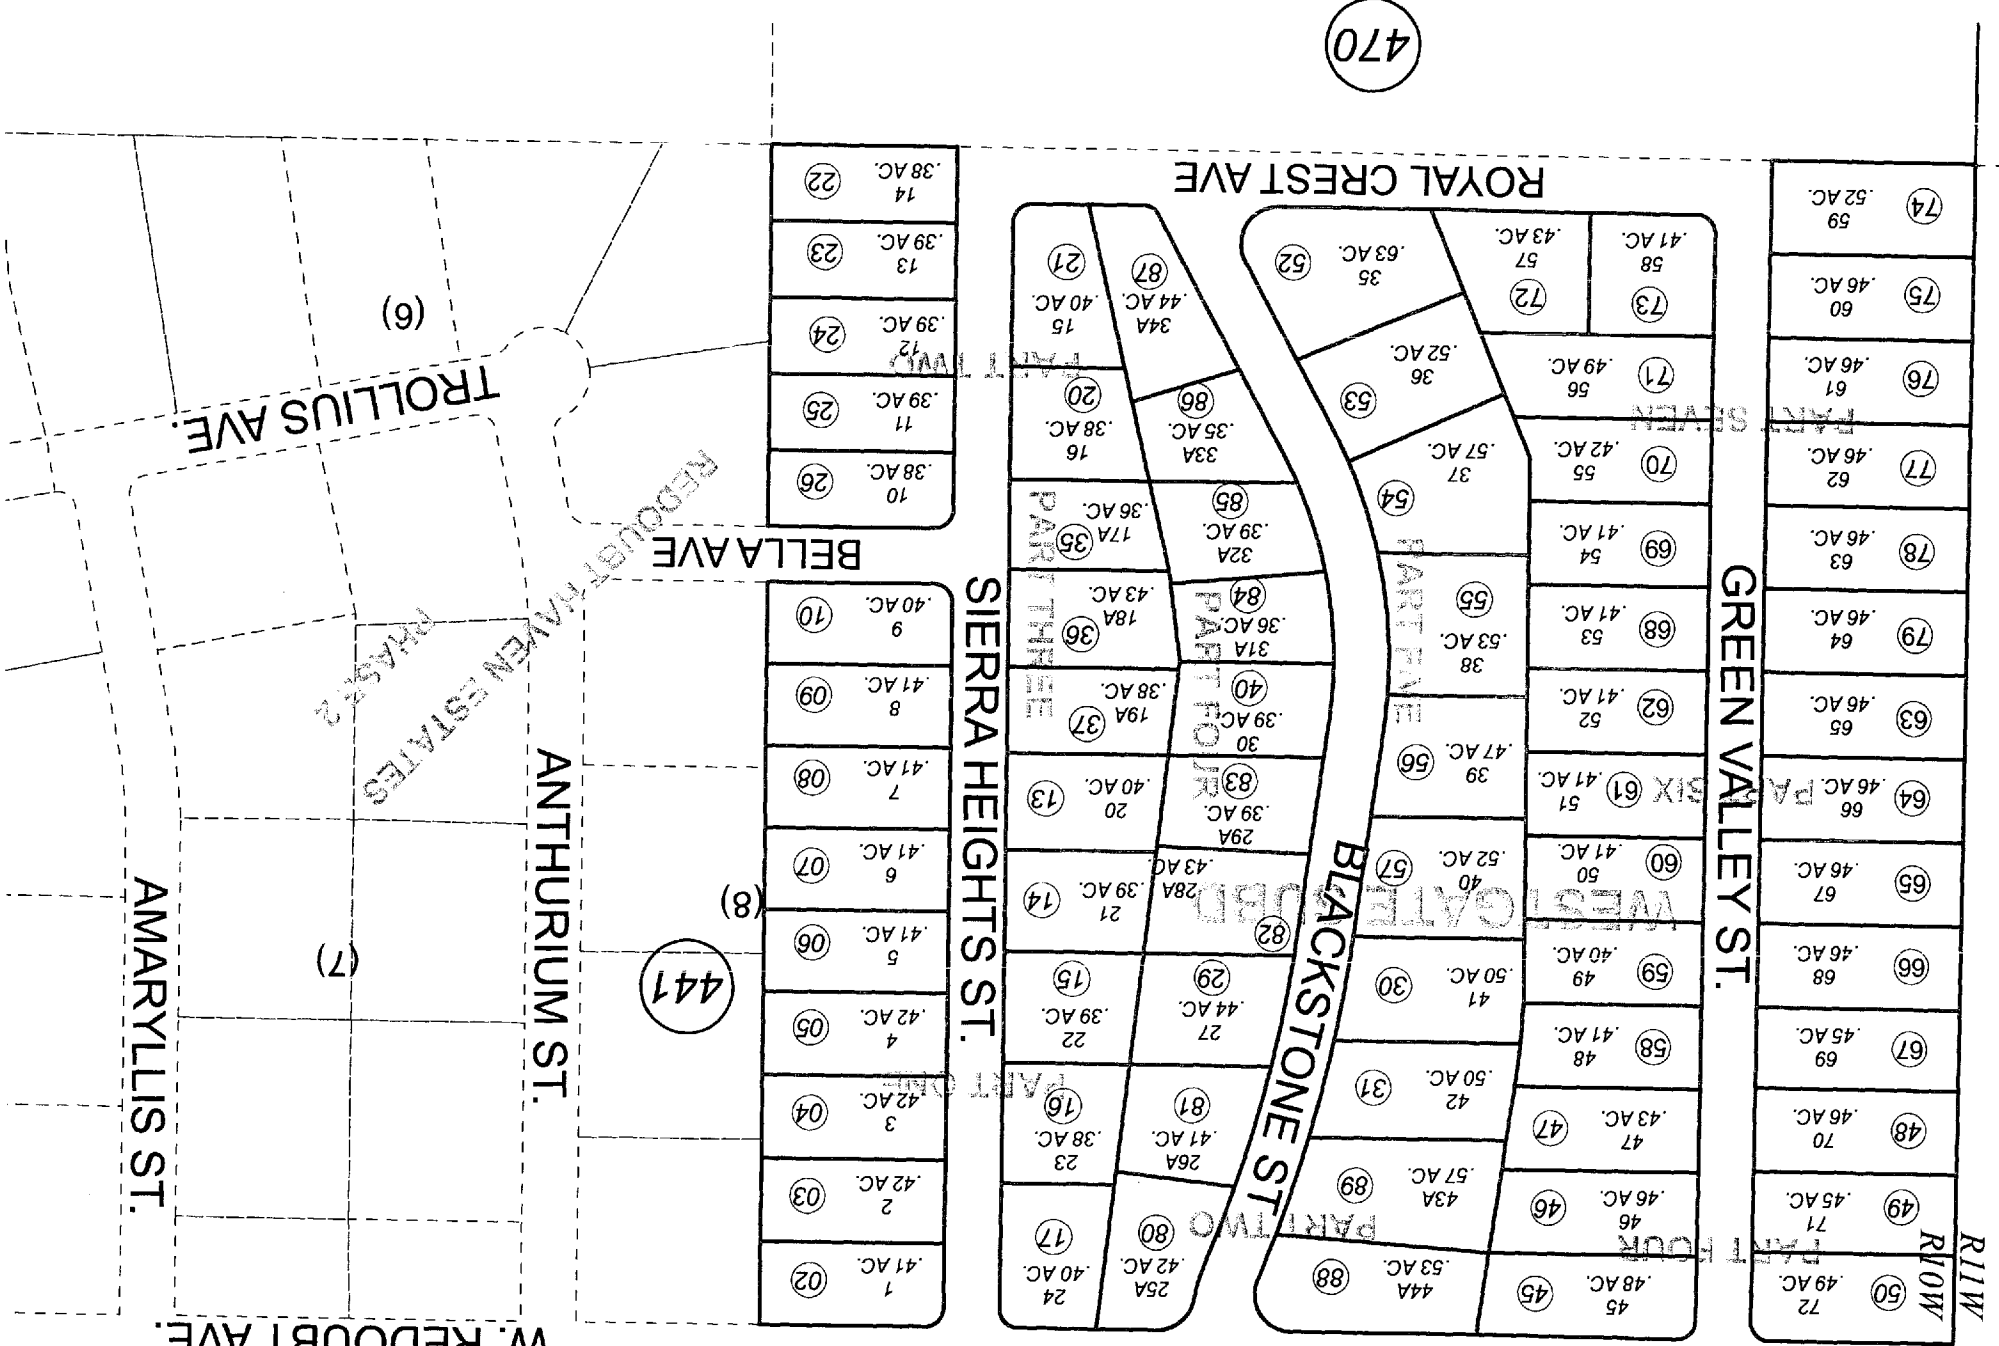 W. REDOUBT AVE.
R11W
R10W
72
.49 AC.
50
71
.45 AC.
49
70
.46 AC.
48
69
.45 AC.
67
68
.46 AC.
66
67
.46 AC.
65
66
.46 AC.
64
65
.46 AC.
63
64
.46 AC.
79
63
.46 AC.
78
62
.46 AC.
77
61
.46 AC.
76
60
.46 AC.
75
59
.52 AC.
74
GREEN VALLEY ST.
PART FOUR
PART SIX
PART SEVEN
45
.48 AC.
45
46
.46 AC.
46
47
.43 AC.
47
48
.41 AC.
58
49
.40 AC.
59
50
.41 AC.
60
51
.41 AC.
61
52
.41 AC.
62
53
.41 AC.
68
54
.41 AC.
69
55
.42 AC.
70
56
.49 AC.
71
58
.41 AC.
73
57
.43 AC.
72
44A
.53 AC.
88
43A
.57 AC.
89
42
.50 AC.
31
41
.50 AC.
30
40
.52 AC.
57
39
.47 AC.
56
38
.53 AC.
55
37
.57 AC.
54
36
.52 AC.
53
35
.63 AC.
52
PART TWO
WESTGATE SUBD
PART FIVE
BLACKSTONE ST.
25A
.42 AC.
80
26A
.41 AC.
81
27
.44 AC.
29
28A
.43 AC.
82
29A
.39 AC.
83
30
.39 AC.
40
31A
.36 AC.
84
32A
.39 AC.
85
33A
.35 AC.
86
34A
.44 AC.
87
PART FOUR
24
.40 AC.
17
23
.38 AC.
16
22
.39 AC.
15
21
.39 AC.
14
20
.40 AC.
13
19A
.38 AC.
37
18A
.43 AC.
36
17A
.36 AC.
35
16
.38 AC.
20
15
.40 AC.
21
PART ONE
PART THREE
PART TWO
SIERRA HEIGHTS ST.
1
.41 AC.
02
2
.42 AC.
03
3
.42 AC.
04
4
.42 AC.
05
5
.41 AC.
06
6
.41 AC.
07
7
.41 AC.
08
8
.41 AC.
09
9
.40 AC.
10
BELLA AVE
10
.38 AC.
26
11
.39 AC.
25
12
.39 AC.
24
13
.39 AC.
23
14
.38 AC.
22
441
(8)
ANTHURIUM ST.
(7)
AMARYLLIS ST.
REDOUBT HAVEN ESTATES
PHASE 2
TROLLIUS AVE.
(6)
ROYAL CREST AVE
470